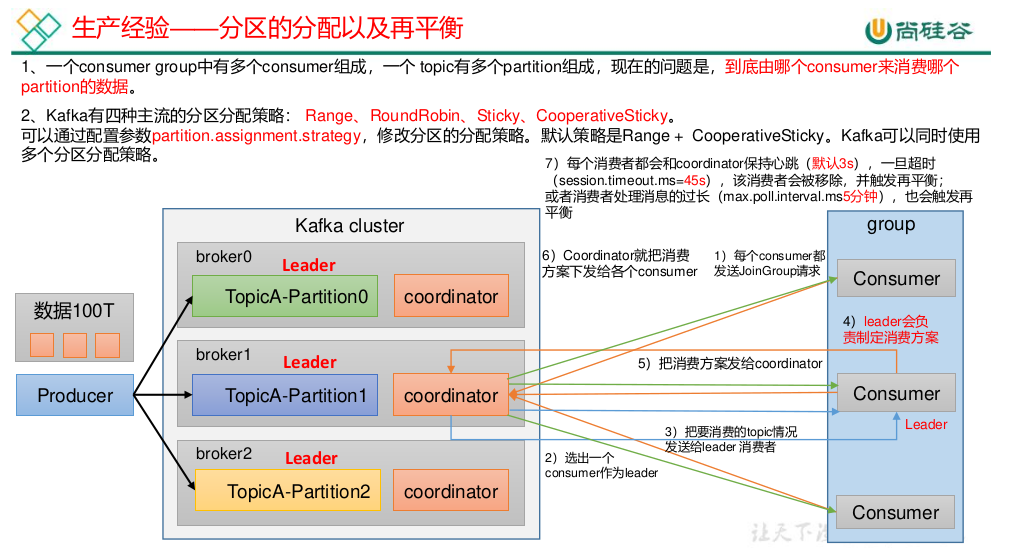 生产经验——分区的分配以及再平衡
尚硅谷
1、一个consumer group中有多个consumer组成，一个 topic有多个partition组成，现在的问题是，到底由哪个consumer来消费哪个
partition的数据。
2、Kafka有四种主流的分区分配策略： Range、RoundRobin、Sticky、CooperativeSticky。
可以通过配置参数partition.assignment.strategy，修改分区的分配策略。默认策略是Range + CooperativeSticky。Kafka可以同时使用
多个分区分配策略。
7）每个消费者都会和coordinator保持心跳（默认3s），一旦超时
（session.timeout.ms=45s），该消费者会被移除，并触发再平衡；
或者消费者处理消息的过长（max.poll.interval.ms5分钟），也会触发再
平衡
Kafka cluster
group
broker0
Leader
TopicA-Partition0
coordinator
6）Coordinator就把消费
方案下发给各个consumer
1）每个consumer都
发送JoinGroup请求
Consumer
数据100T
4）leader会负
责制定消费方案
broker1
Leader
TopicA-Partition1
coordinator
5）把消费方案发给coordinator
Consumer
Leader
Producer
3）把要消费的topic情况
发送给leader 消费者
broker2
Leader
TopicA-Partition2
coordinator
2）选出一个
consumer作为leader
Consumer
让天下没